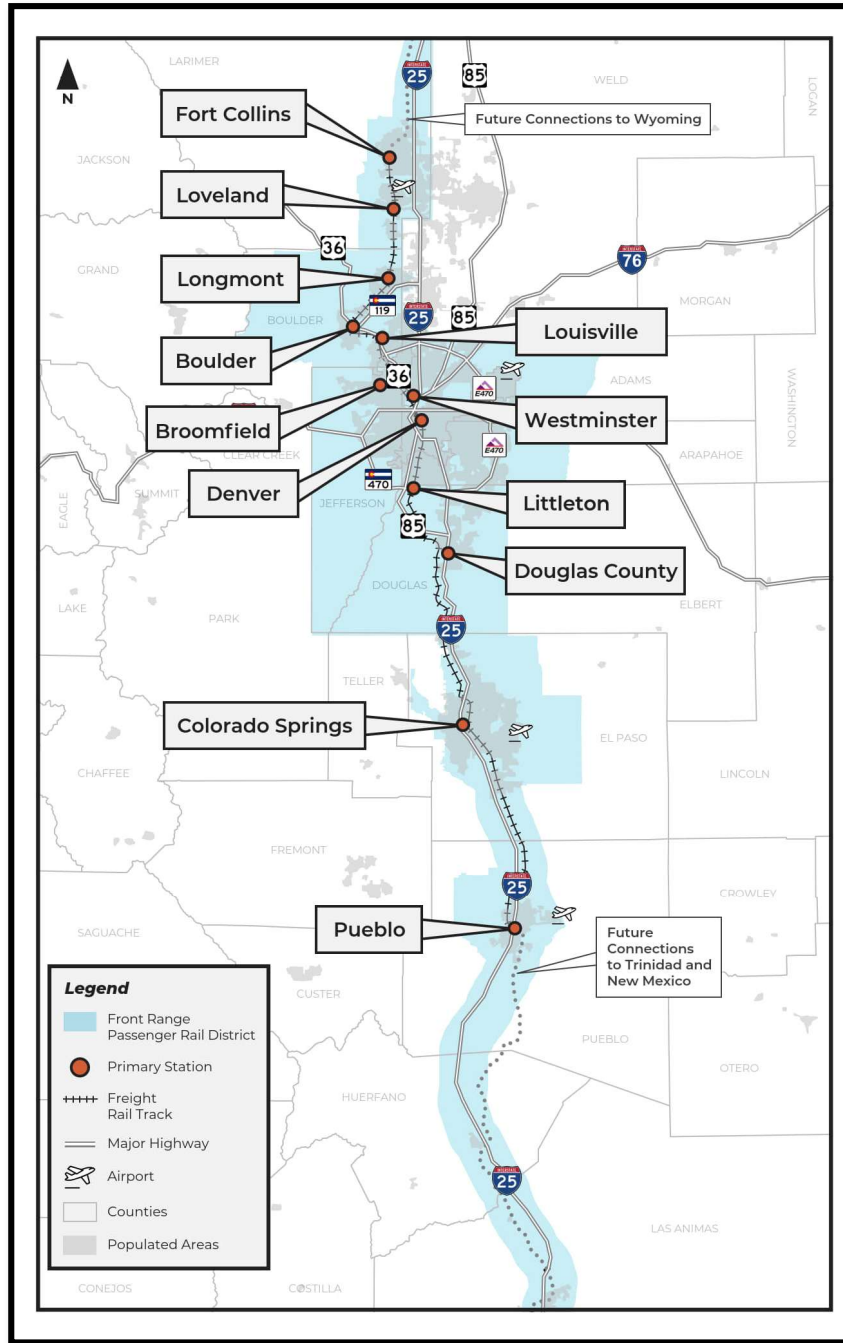 N
LARIMER
25
85
WELD
LOGAN
Future Connections to Wyoming
Fort Collins
JACKSON
Loveland
GRAND
36
76
Longmont
MORGAN
119
25
85
BOULDER
Louisville
Boulder
36
E470
ADAMS
WASHINGTON
Broomfield
Westminster
CLEAR CREEK
E470
ARAPAHOE
Denver
470
SUMMIT
EAGLE
JEFFERSON
Littleton
85
Douglas County
DOUGLAS
LAKE
PARK
ELBERT
INTERSTATE
25
TELLER
Colorado Springs
EL PASO
CHAFFEE
LINCOLN
FREMONT
INTERSTATE
25
CROWLEY
Pueblo
SAGUACHE
Future
Connections
to Trinidad and
New Mexico
CUSTER
PUEBLO
OTERO
HUERFANO
INTERSTATE
25
LAS ANIMAS
CONEJOS
COSTILLA
Legend
Front Range
Passenger Rail District
Primary Station
Freight
Rail Track
Major Highway
Airport
Counties
Populated Areas